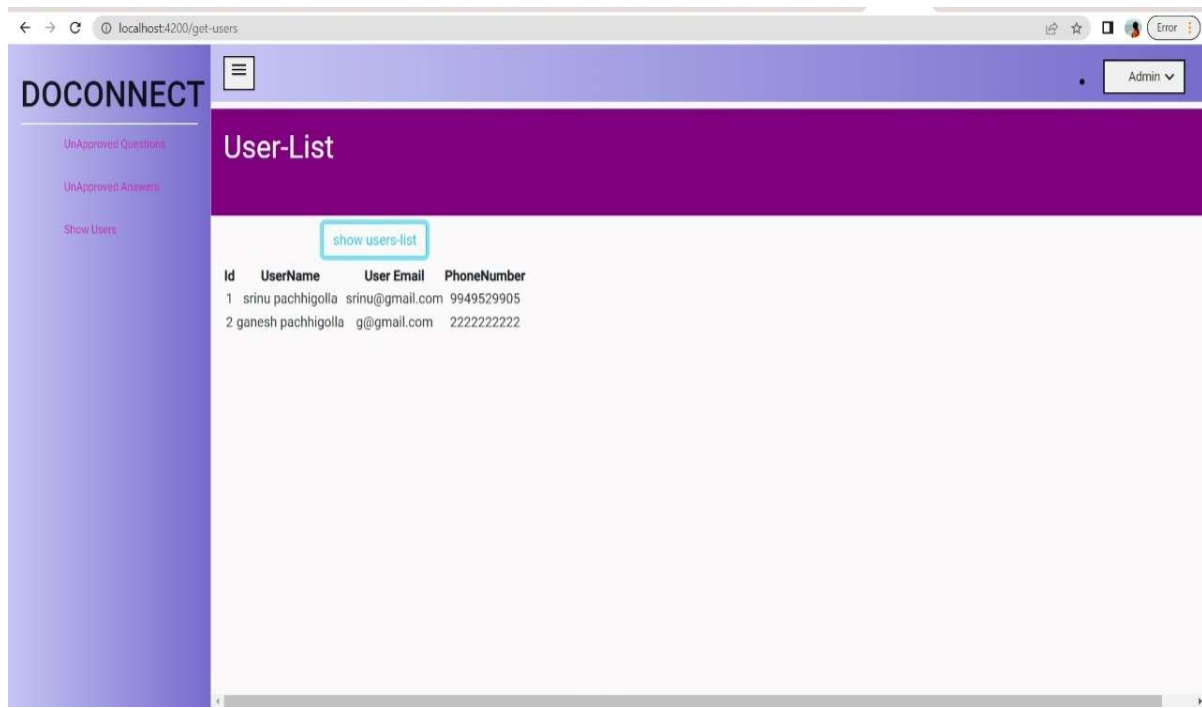 localhost:4200/get-users
Error
DOCONNECT
Admin
UnApproved Questions
UnApproved Answers
Show Users
User-List
show users-list
Id UserName User Email PhoneNumber
1 srinu pachhigolla srinu@gmail.com 9949529905
2 ganesh pachhigolla g@gmail.com 2222222222